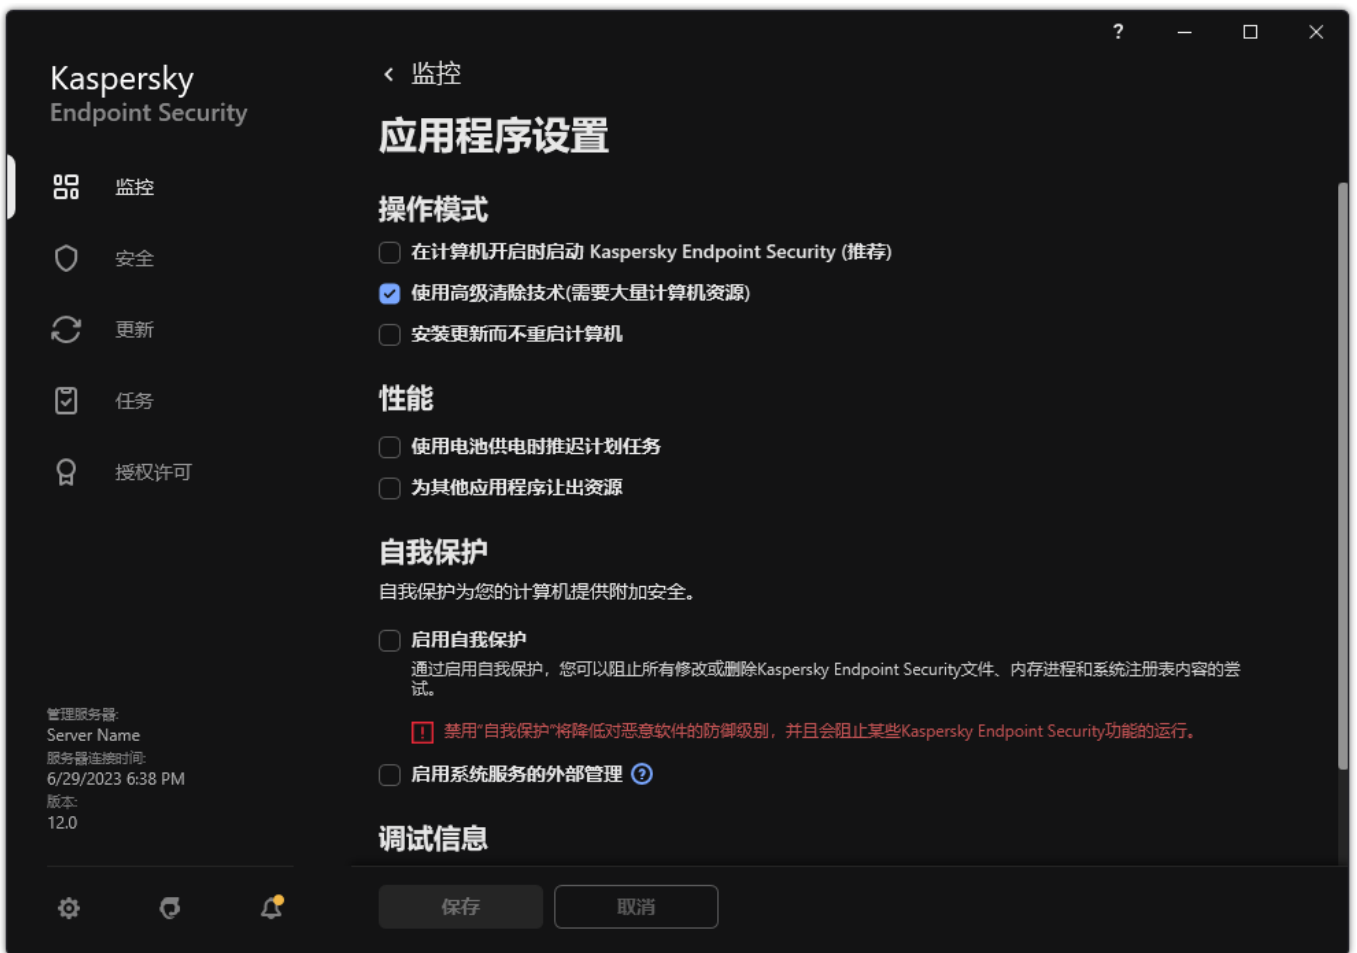 Kaspersky
Endpoint Security
监控
安全
更新
任务
授权许可
管理服务器:
Server Name
服务器连接时间:
6/29/2023 6:38 PM
版本:
12.0
?
监控
应用程序设置
操作模式
在计算机开启时启动 Kaspersky Endpoint Security (推荐)
使用高级清除技术(需要大量计算机资源)
安装更新而不重启计算机
性能
使用电池供电时推迟计划任务
为其他应用程序让出资源
自我保护
自我保护为您的计算机提供附加安全。
启用自我保护
通过启用自我保护，您可以阻止所有修改或删除Kaspersky Endpoint Security文件、内存进程和系统注册表内容的尝
试。
禁用“自我保护”将降低对恶意软件的防御级别，并且会阻止某些Kaspersky Endpoint Security功能的运行。
启用系统服务的外部管理 ?
调试信息
保存
取消